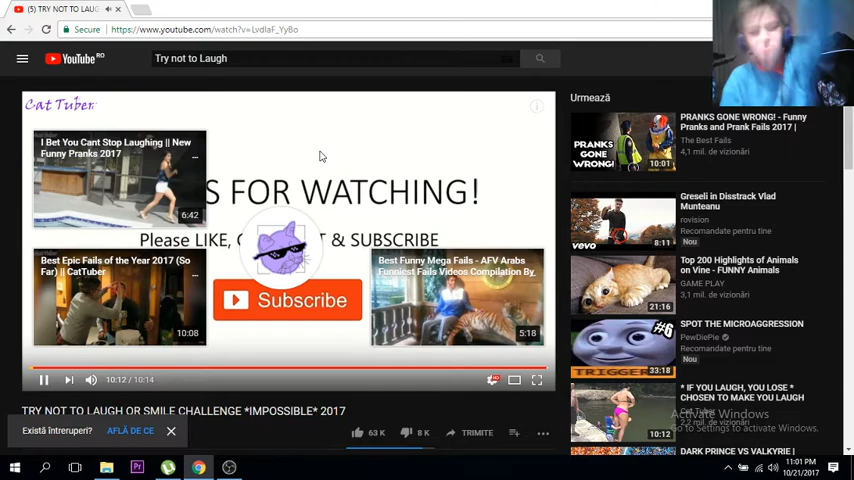 (5) TRY NOT TO LAUG
Secure
https://www.youtube.com/watch?v=LvdlaF_YyBo
YouTube RO
Try not to Laugh
Cat Tuber
I Bet You Cant Stop Laughing || New
Funny Pranks 2017
6:42
S FOR WATCHING!
Please LIKE, C T & SUBSCRIBE
Best Epic Fails of the Year 2017 (So
Far) || CatTuber
10:08
Subscribe
Best Funny Mega Fails - AFV Arabs
Funniest Fails Videos Compilation By
5:18
10:12 / 10:14
HD
TRY NOT TO LAUGH OR SMILE CHALLENGE *IMPOSSIBLE* 2017
Există întreruperi? AFLĂ DE CE
63 K
8 K
TRIMITE
Urmează
PRANKS GONE WRONG!
10:01
PRANKS GONE WRONG! - Funny
Pranks and Prank Fails 2017 |
The Best Fails
4,1 mil. de vizionări
vevo
8:11
Greseli in Disstrack Vlad
Munteanu
rovision
Nou
21:16
Top 200 Highlights of Animals
on Vine - FUNNY Animals
GAME PLAY
3,1 mil. de vizionări
#6
TRIGGER
33:18
SPOT THE MICROAGGRESSION
PewDiePie
Recomandate pentru tine
Nou
10:12
* IF YOU LAUGH, YOU LOSE *
CHOSEN TO MAKE YOU LAUGH
Cat Tuber
2,2 mil. de vizionări
DARK PRINCE VS VALKYRIE |
Activate Windows
Go to Settings to activate Windows.
Pr
11:01 PM
10/21/2017